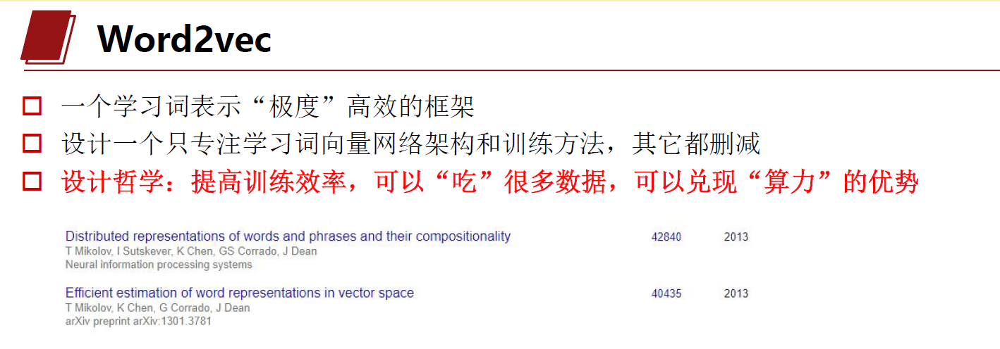 Word2vec
一个学习词表示“极度”高效的框架
设计一个只专注学习词向量网络架构和训练方法，其它都删减
设计哲学：提高训练效率，可以“吃”很多数据，可以兑现“算力”的优势
Distributed representations of words and phrases and their compositionality 42840 2013
T Mikolov, I Sutskever, K Chen, GS Corrado, J Dean
Neural information processing systems
Efficient estimation of word representations in vector space 40435 2013
T Mikolov, K Chen, G Corrado, J Dean
arXiv preprint arXiv:1301.3781